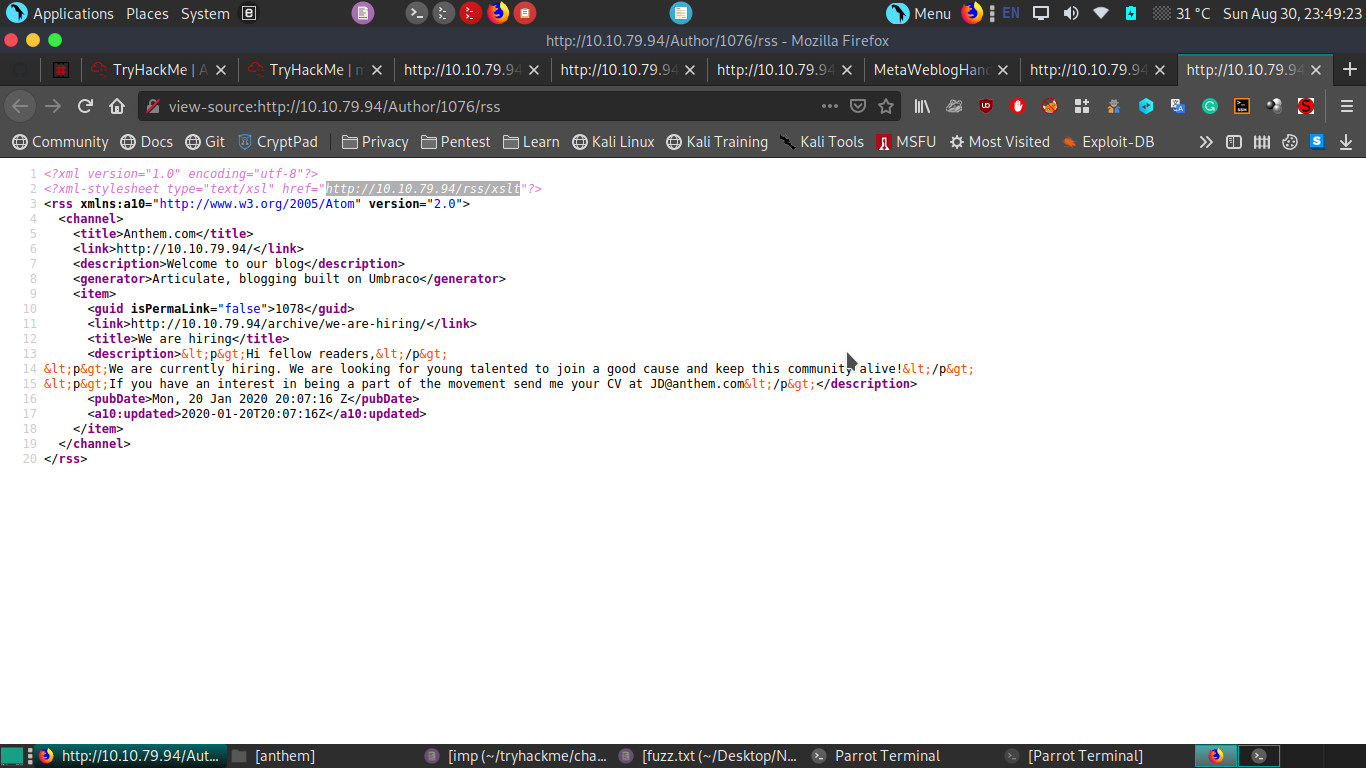 Applications Places System
Menu EN 31 °C Sun Aug 30, 23:49:23
http://10.10.79.94/Author/1076/rss - Mozilla Firefox
TryHackMe | A TryHackMe | m http://10.10.79.94 http://10.10.79.94 http://10.10.79.94 MetaWeblogHand http://10.10.79.94 http://10.10.79.94
view-source:http://10.10.79.94/Author/1076/rss
Community Docs Git CryptPad Privacy Pentest Learn Kali Linux Kali Training Kali Tools MSFU Most Visited Exploit-DB
1 <?xml version="1.0" encoding="utf-8"?>
2 <?xml-stylesheet type="text/xsl" href="http://10.10.79.94/rss/xslt"?>
3 <rss xmlns:a10="http://www.w3.org/2005/Atom" version="2.0">
4 <channel>
5 <title>Anthem.com</title>
6 <link>http://10.10.79.94/</link>
7 <description>Welcome to our blog</description>
8 <generator>Articulate, blogging built on Umbraco</generator>
9 <item>
10 <guid isPermaLink="false">1078</guid>
11 <link>http://10.10.79.94/archive/we-are-hiring/</link>
12 <title>We are hiring</title>
13 <description>&lt;p&gt;Hi fellow readers,&lt;/p&gt;
14 &lt;p&gt;We are currently hiring. We are looking for young talented to join a good cause and keep this community alive!&lt;/p&gt;
15 &lt;p&gt;If you have an interest in being a part of the movement send me your CV at JD@anthem.com&lt;/p&gt;</description>
16 <pubDate>Mon, 20 Jan 2020 20:07:16 Z</pubDate>
17 <a10:updated>2020-01-20T20:07:16Z</a10:updated>
18 </item>
19 </channel>
20 </rss>
http://10.10.79.94/Aut... [anthem] [imp (~/tryhackme/cha... [fuzz.txt (~/Desktop/N... Parrot Terminal [Parrot Terminal]